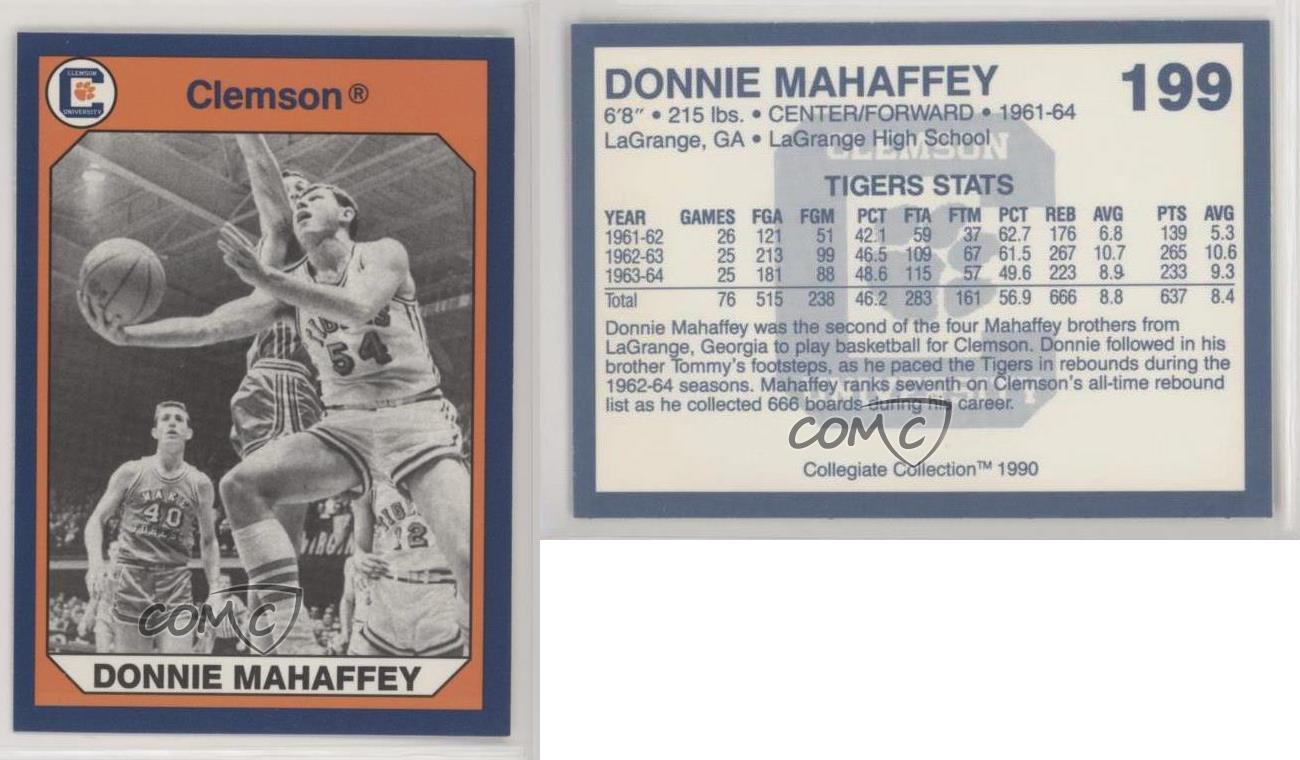 CLEMSON
UNIVERSITY
Clemson®
TIGERS
54
WAKE
40
TIG
12
VIRGIN
COMC
DONNIE MAHAFFEY
DONNIE MAHAFFEY
199
6'8" • 215 lbs. • CENTER/FORWARD • 1961-64
LaGrange, GA • LaGrange High School
CLEMSON
TIGERS STATS
YEAR GAMES FGA FGM PCT FTA FTM PCT REB AVG PTS AVG
1961-62 26 121 51 42.1 59 37 62.7 176 6.8 139 5.3
1962-63 25 213 99 46.5 109 67 61.5 267 10.7 265 10.6
1963-64 25 181 88 48.6 115 57 49.6 223 8.9 233 9.3
Total 76 515 238 46.2 283 161 56.9 666 8.8 637 8.4
Donnie Mahaffey was the second of the four Mahaffey brothers from
LaGrange, Georgia to play basketball for Clemson. Donnie followed in his
brother Tommy's footsteps, as he paced the Tigers in rebounds during the
1962-64 seasons. Mahaffey ranks seventh on Clemson's all-time rebound
list as he collected 666 boards during his career.
COMC
Collegiate Collection™ 1990